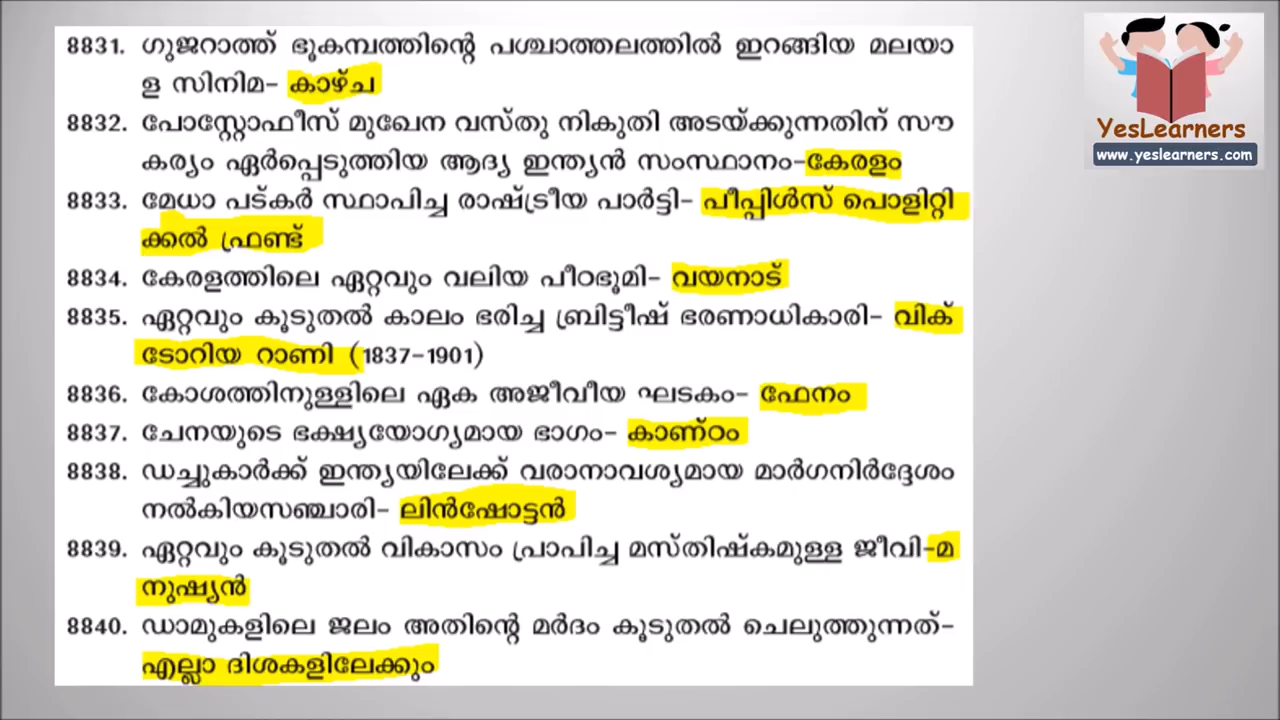 8831. ഗുജറാത്ത് ഭൂകമ്പത്തിന്റെ പശ്ചാത്തലത്തിൽ ഇറങ്ങിയ മലയാ
ള സിനിമ- കാഴ്ച
8832. പോസ്റ്റോഫീസ് മുഖേന വസ്തു നികുതി അടയ്ക്കുന്നതിന് സൗ
കര്യം ഏർപ്പെടുത്തിയ ആദ്യ ഇന്ത്യൻ സംസ്ഥാനം-കേരളം
8833. മേധാ പട്കർ സ്ഥാപിച്ച രാഷ്ട്രീയ പാർട്ടി- പീപ്പിൾസ് പൊളിറ്റി
ക്കൽ ഫ്രണ്ട്
8834. കേരളത്തിലെ ഏറ്റവും വലിയ പീഠഭൂമി- വയനാട്
8835. ഏറ്റവും കൂടുതൽ കാലം ഭരിച്ച ബ്രിട്ടീഷ് ഭരണാധികാരി- വിക്
ടോറിയ റാണി (1837-1901)
8836. കോശത്തിനുള്ളിലെ ഏക അജീവീയ ഘടകം- ഫേനം
8837. ചേനയുടെ ഭക്ഷ്യയോഗ്യമായ ഭാഗം- കാണ്ഠം
8838. ഡച്ചുകാർക്ക് ഇന്ത്യയിലേക്ക് വരാനാവശ്യമായ മാർഗനിർദ്ദേശം
നൽകിയസഞ്ചാരി- ലിൻഷോട്ടൻ
8839. ഏറ്റവും കൂടുതൽ വികാസം പ്രാപിച്ച മസ്തിഷ്കമുള്ള ജീവി-മ
നുഷ്യൻ
8840. ഡാമുകളിലെ ജലം അതിന്റെ മർദം കൂടുതൽ ചെലുത്തുന്നത്-
എല്ലാ ദിശകളിലേക്കും
YesLearners
www.yeslearners.com